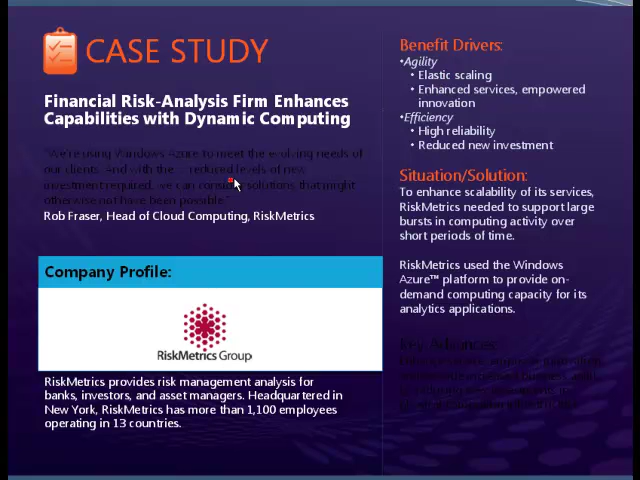 CASE STUDY
Financial Risk-Analysis Firm Enhances
Capabilities with Dynamic Computing
"We're using Windows Azure to meet the evolving needs of
our clients. And with the... reduced levels of new
investment required, we can consider solutions that might
otherwise not have been possible."
Rob Fraser, Head of Cloud Computing, RiskMetrics
Company Profile:
RiskMetrics Group
RiskMetrics provides risk management analysis for
banks, investors, and asset managers. Headquartered in
New York, RiskMetrics has more than 1,100 employees
operating in 13 countries.
Benefit Drivers:
•Agility
• Elastic scaling
• Enhanced services, empowered
innovation
•Efficiency
• High reliability
• Reduced new investment
Situation/Solution:
To enhance scalability of its services,
RiskMetrics needed to support large
bursts in computing activity over
short periods of time.
RiskMetrics used the Windows
Azure™ platform to provide on-
demand computing capacity for its
analytics applications.
Key Advances: